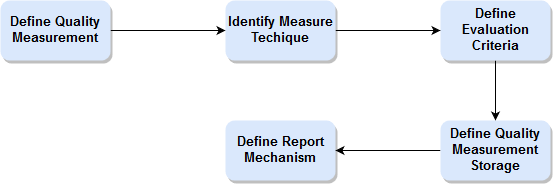 Define Quality
Measurement
Identify Measure
Techique
Define
Evaluation
Criteria
Define Quality
Measurement
Storage
Define Report
Mechanism